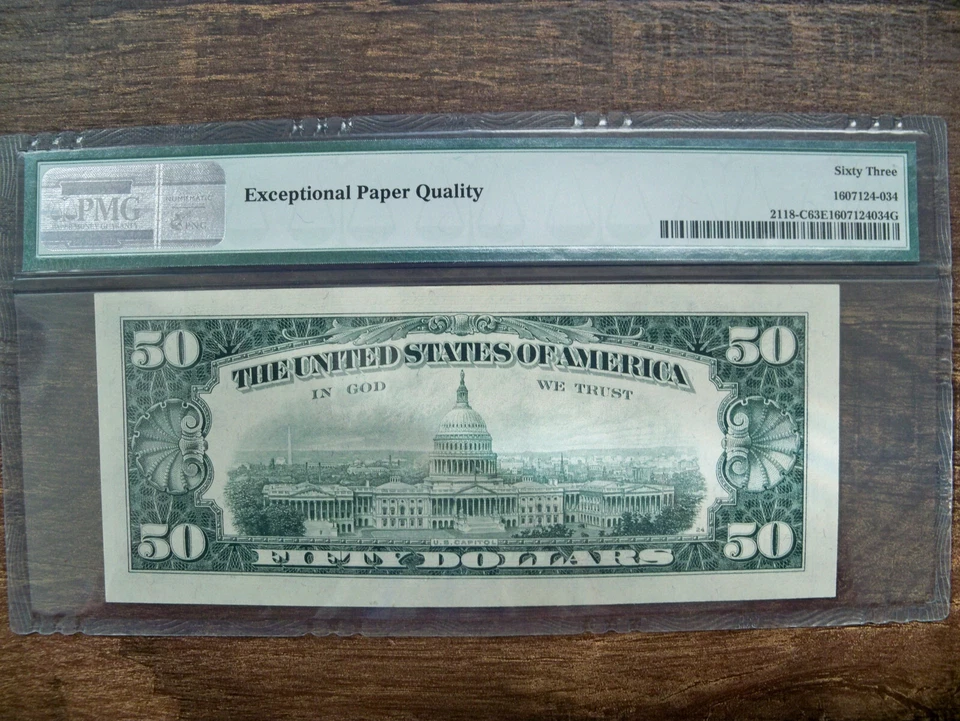 PMG
Exceptional Paper Quality
Sixty Three
1607124-034
2118-C63E1607124034G
PNG
50
50
THE UNITED STATES OF AMERICA
IN GOD WE TRUST
U.S. CAPITOL
50
50
FIFTY DOLLARS